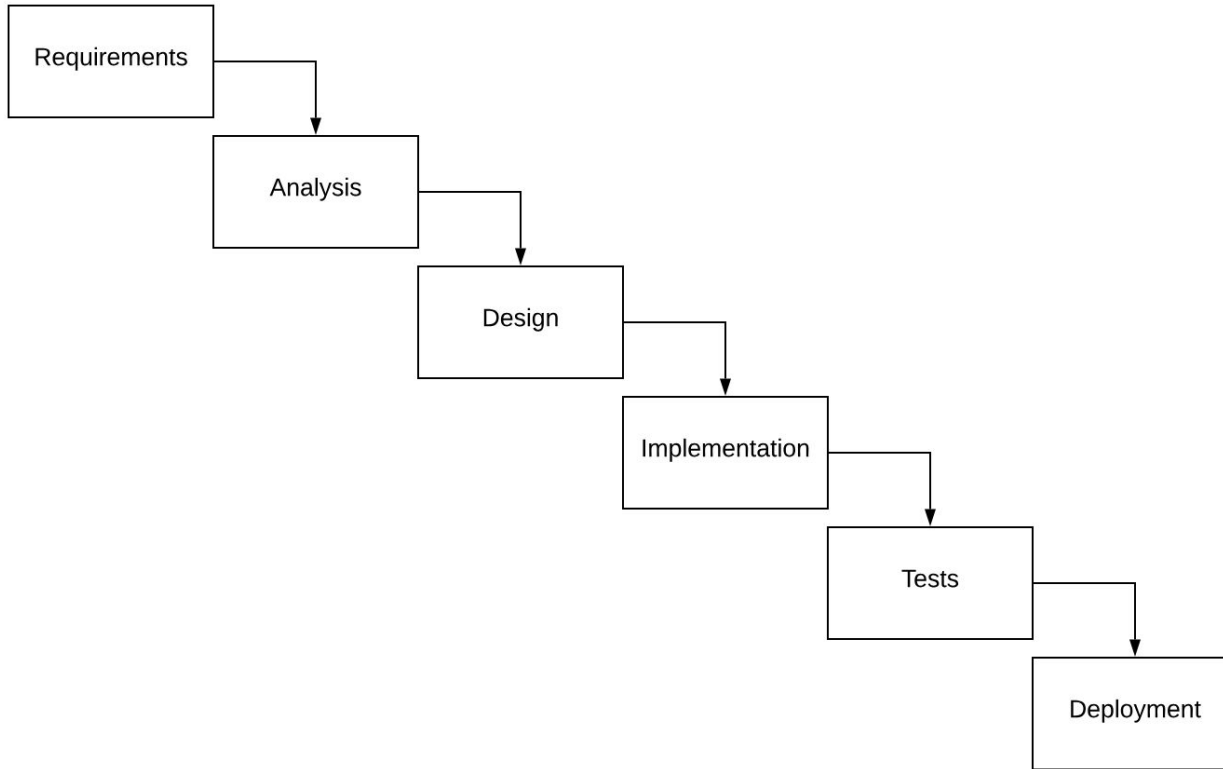 Requirements
Analysis
Design
Implementation
Tests
Deployment